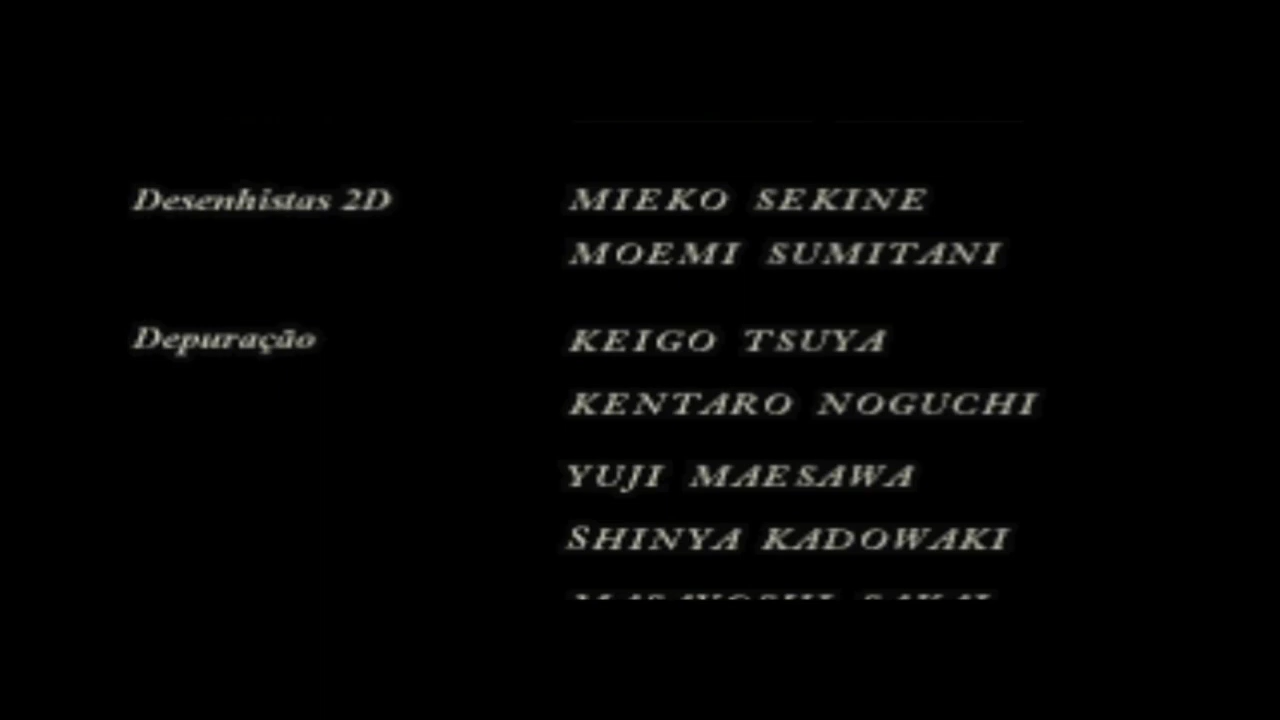 Desenhistas 2D MIEKO SEKINE
MOEMI SUMITANI
Depuração KEIGO TSUYA
KENTARO NOGUCHI
YUJI MAESAWA
SHINYA KADOWAKI